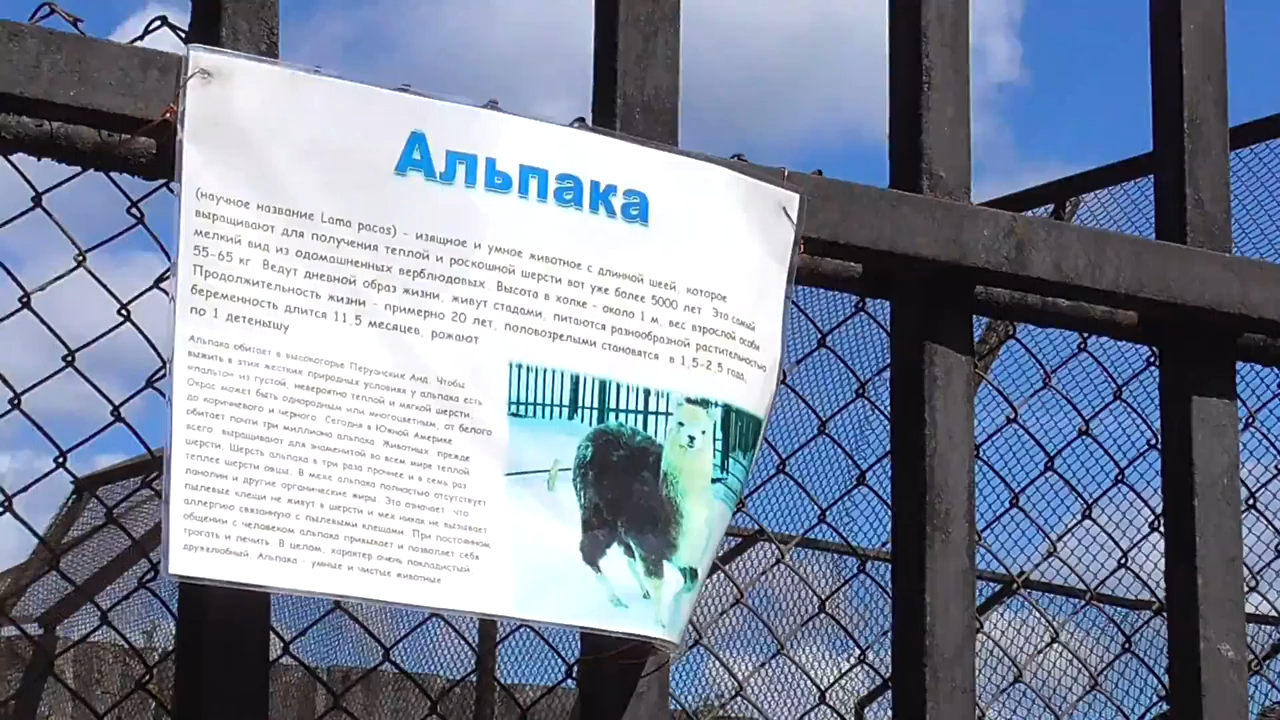 Альпака
(научное название Lama pacos) - изящное и умное животное с длинной шеей, которое
выращивают для получения теплой и роскошной шерсти вот уже более 5000 лет. Это самый
мелкий вид из одомашненных верблюдовых. Высота в холке - около 1 м, вес взрослой особи
55-65 кг. Ведут дневной образ жизни, живут стадами, питаются разнообразной растительностью
Продолжительность жизни - примерно 20 лет, половозрелыми становятся в 1,5-2,5 года,
беременность длится 11,5 месяцев, рожают
по 1 детенышу
Альпака обитает в высокогорье Перуанских Анд. Чтобы
выжить в этих жестких природных условиях у альпака есть
«пальто» из густой, невероятно теплой и мягкой шерсти.
Окрас может быть однородным или многоцветным, от белого
до коричневого и черного. Сегодня в Южной Америке
обитает почти три миллиона альпака. Животных прежде
всего выращивают для знаменитой во всем мире теплой
шерсти. Шерсть альпака в три раза прочнее и в семь раз
теплее шерсти овцы. В мехе альпака полностью отсутствует
ланолин и другие органические жиры. Это означает, что
пылевые клещи не живут в шерсти и мех никак не вызывает
аллергию связанную с пылевыми клещами. При постоянном
общении с человеком альпака привыкает и позволяет себя
трогать и лечить. В целом, характер очень покладистый
дружелюбный. Альпака - умные и чистые животные